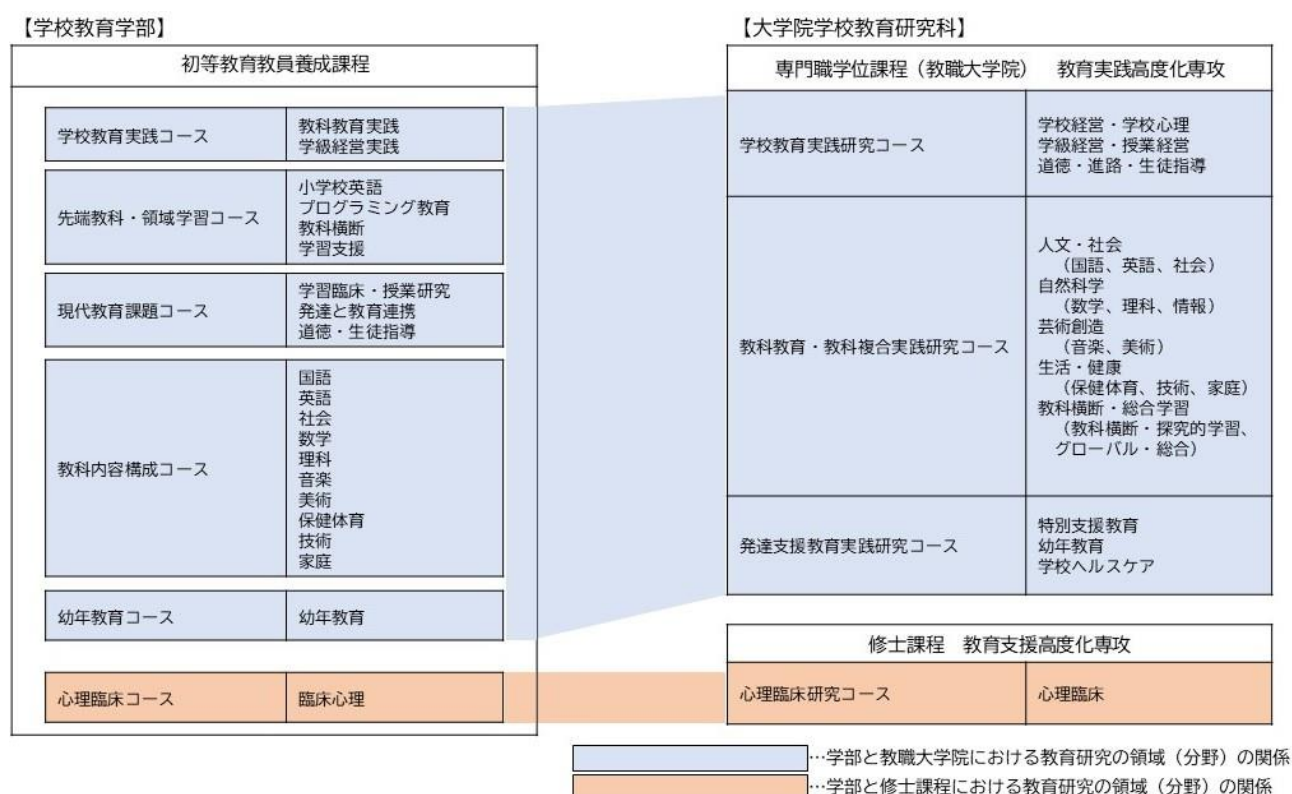 【学校教育学部】
初等教育教員養成課程
学校教育実践コース
教科教育実践
学級経営実践
先端教科・領域学習コース
小学校英語
プログラミング教育
教科横断
学習支援
現代教育課題コース
学習臨床・授業研究
発達と教育連携
道徳・生徒指導
教科内容構成コース
国語
英語
社会
数学
理科
音楽
美術
保健体育
技術
家庭
幼年教育コース
幼年教育
心理臨床コース
臨床心理
【大学院学校教育研究科】
専門職学位課程（教職大学院） 教育実践高度化専攻
学校教育実践研究コース
学校経営・学校心理
学級経営・授業経営
道徳・進路・生徒指導
教科教育・教科複合実践研究コース
人文・社会
（国語、英語、社会）
自然科学
（数学、理科、情報）
芸術創造
（音楽、美術）
生活・健康
（保健体育、技術、家庭）
教科横断・総合学習
（教科横断・探究的学習、
グローバル・総合）
発達支援教育実践研究コース
特別支援教育
幼年教育
学校ヘルスケア
修士課程 教育支援高度化専攻
心理臨床研究コース
心理臨床
…学部と教職大学院における教育研究の領域（分野）の関係
…学部と修士課程における教育研究の領域（分野）の関係